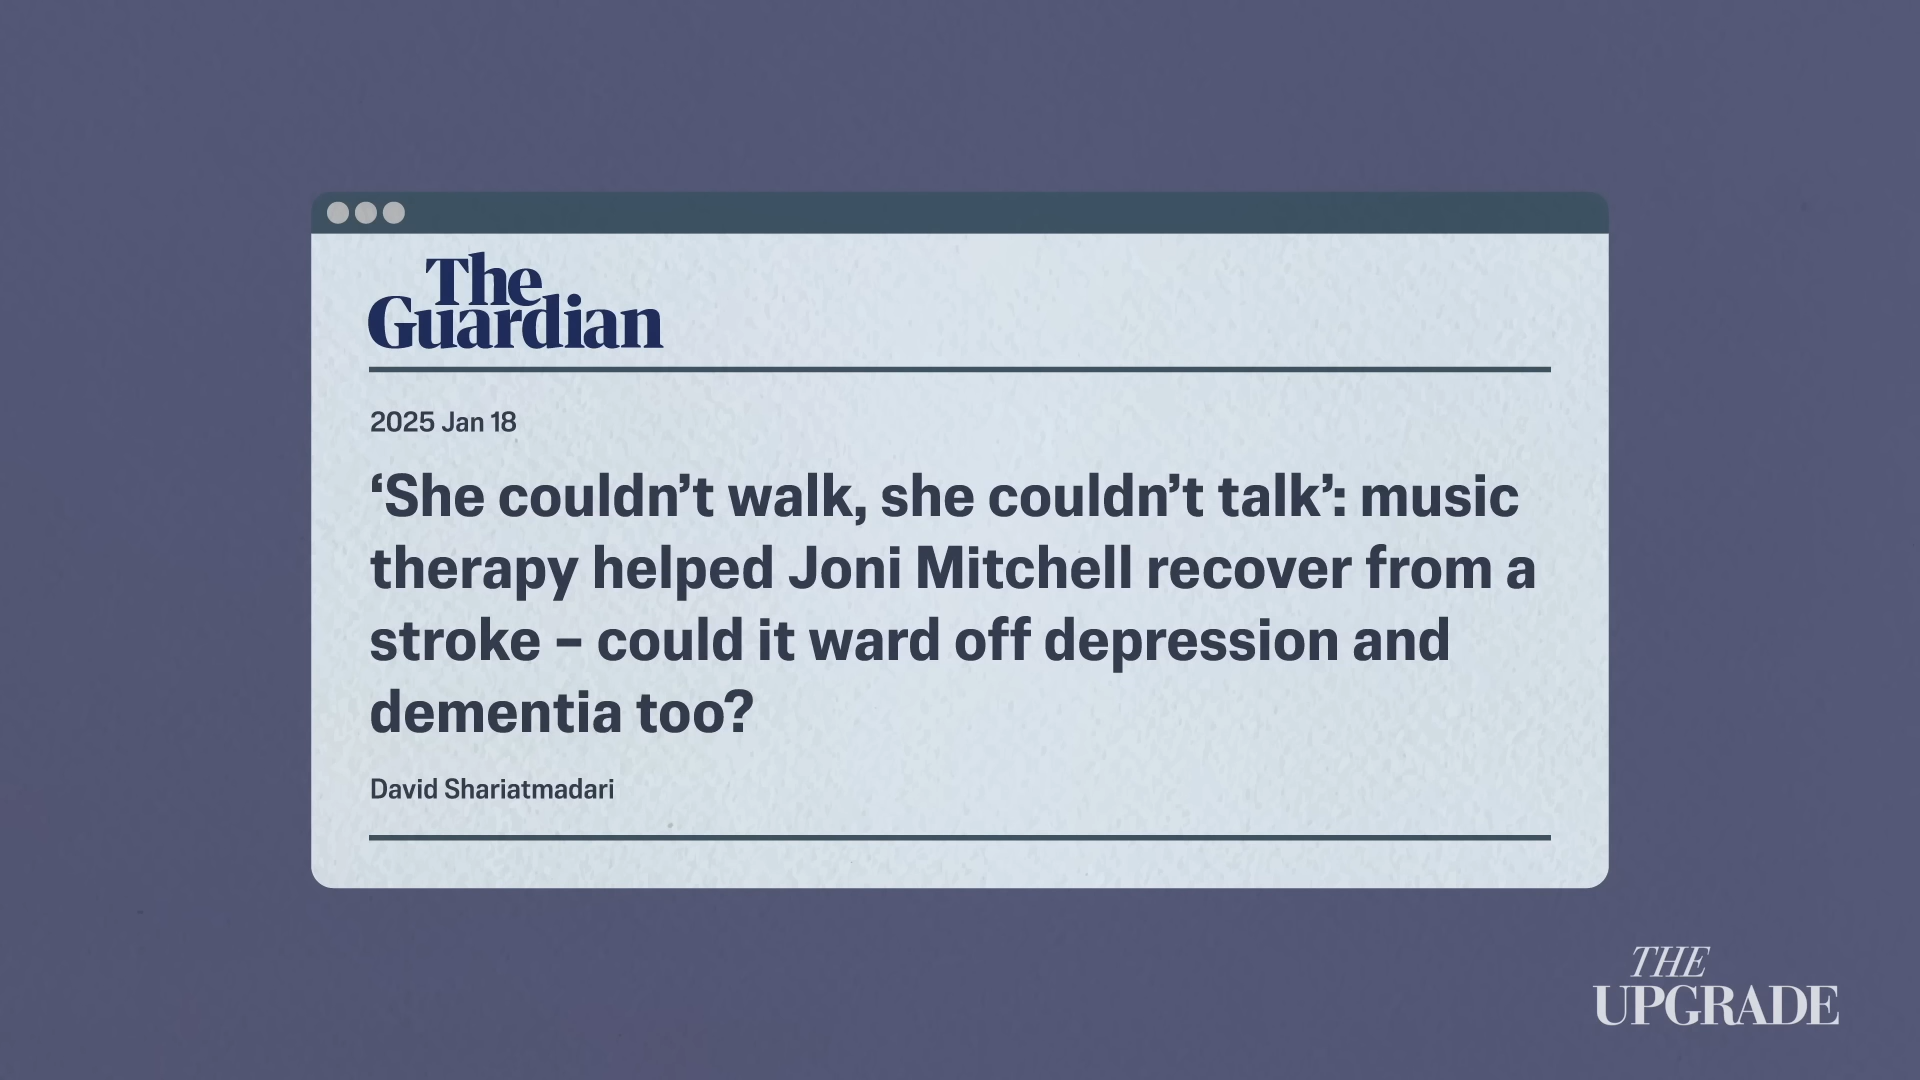 The
Guardian
2025 Jan 18
‘She couldn’t walk, she couldn’t talk’: music
therapy helped Joni Mitchell recover from a
stroke – could it ward off depression and
dementia too?
David Shariatmadari
THE
UPGRADE